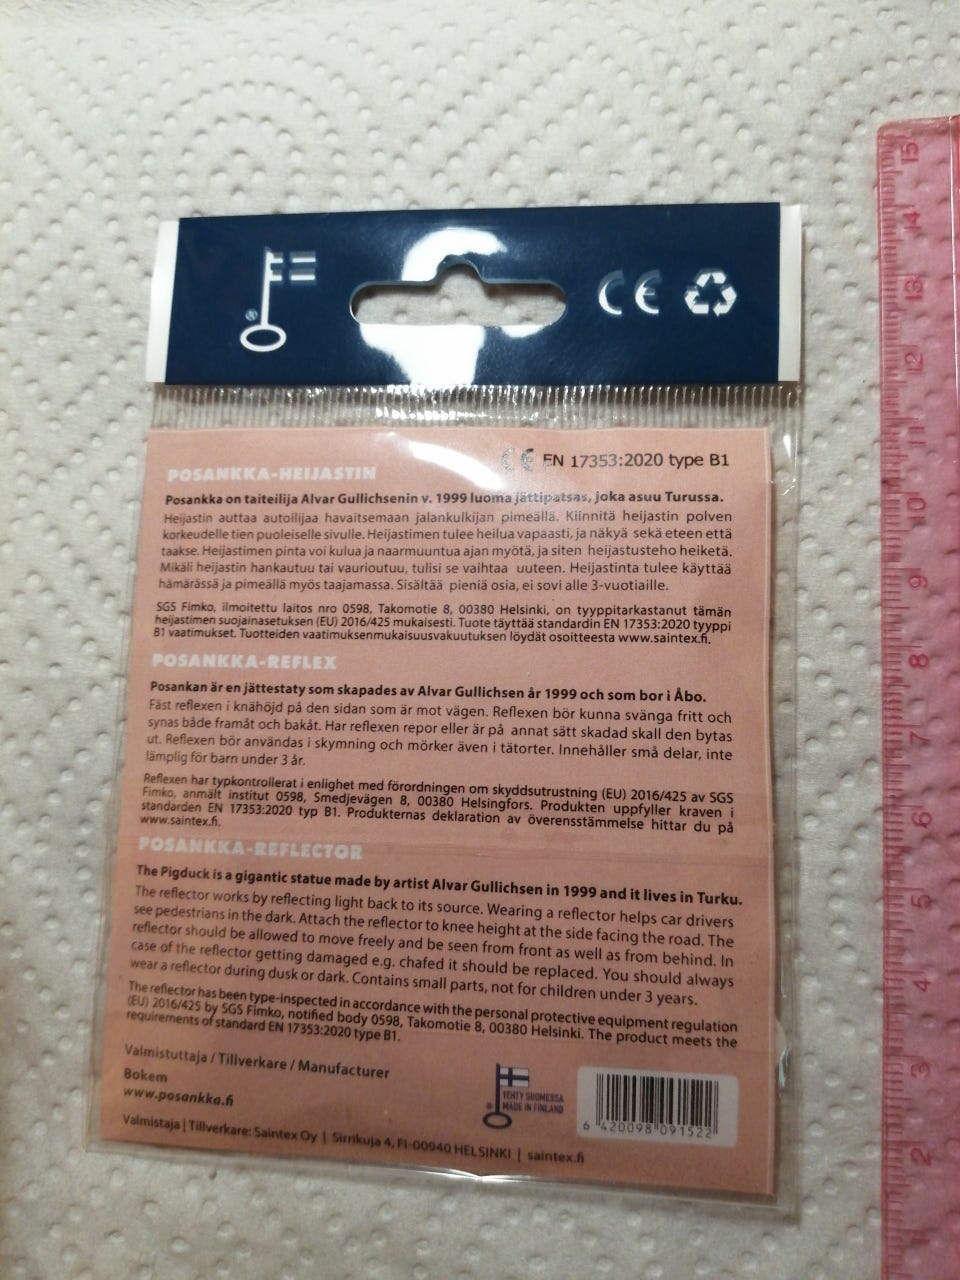 ®
CE
CE EN 17353:2020 type B1
POSANKKA-HEIJASTIN
Posankka on taiteilija Alvar Gullichsenin v. 1999 luoma jättipatsas, joka asuu Turussa.
Heijastin auttaa autoilijaa havaitsemaan jalankulkijan pimeällä. Kiinnitä heijastin polven
korkeudelle tien puoleiselle sivulle. Heijastimen tulee heilua vapaasti, ja näkyä sekä eteen että
taakse. Heijastimen pinta voi kulua ja naarmuuntua ajan myötä, ja siten heijastusteho heiketä.
Mikäli heijastin hankautuu tai vaurioutuu, tulisi se vaihtaa uuteen. Heijastinta tulee käyttää
hämärässä ja pimeällä myös taajamassa. Sisältää pieniä osia, ei sovi alle 3-vuotiaille.
SGS Fimko, ilmoitettu laitos nro 0598, Takomotie 8, 00380 Helsinki, on tyyppitarkastanut tämän
heijastimen suojainasetuksen (EU) 2016/425 mukaisesti. Tuote täyttää standardin EN 17353:2020 tyyppi
B1 vaatimukset. Tuotteiden vaatimuksenmukaisuusvakuutuksen löydät osoitteesta www.saintex.fi.
POSANKKA-REFLEX
Posankan är en jättestaty som skapades av Alvar Gullichsen år 1999 och som bor i Åbo.
Fäst reflexen i knähöjd på den sidan som är mot vägen. Reflexen bör kunna svänga fritt och
synas både framåt och bakåt. Har reflexen repor eller är på annat sätt skadad skall den bytas
ut. Reflexen bör användas i skymning och mörker även i tätorter. Innehåller små delar, inte
lämplig för barn under 3 år.
Reflexen har typkontrollerat i enlighet med förordningen om skyddsutrustning (EU) 2016/425 av SGS
Fimko, anmält institut 0598, Smedjevägen 8, 00380 Helsingfors. Produkten uppfyller kraven i
standarden EN 17353:2020 typ B1. Produkternas deklaration av överensstämmelse hittar du på
www.saintex.fi.
POSANKKA-REFLECTOR
The Pigduck is a gigantic statue made by artist Alvar Gullichsen in 1999 and it lives in Turku.
The reflector works by reflecting light back to its source. Wearing a reflector helps car drivers
see pedestrians in the dark. Attach the reflector to knee height at the side facing the road. The
reflector should be allowed to move freely and be seen from front as well as from behind. In
case of the reflector getting damaged e.g. chafed it should be replaced. You should always
wear a reflector during dusk or dark. Contains small parts, not for children under 3 years.
The reflector has been type-inspected in accordance with the personal protective equipment regulation
(EU) 2016/425 by SGS Fimko, notified body 0598, Takomotie 8, 00380 Helsinki. The product meets the
requirements of standard EN 17353:2020 type B1.
Valmistuttaja / Tillverkare / Manufacturer
Bokem
www.posankka.fi
® TEHTY SUOMESSA
MADE IN FINLAND
6 420098 091522
Valmistaja | Tillverkare: Saintex Oy | Sirrikuja 4, FI-00940 HELSINKI | saintex.fi
15
14
13
12
11
10
9
8
7
6
5
4
3
2
1